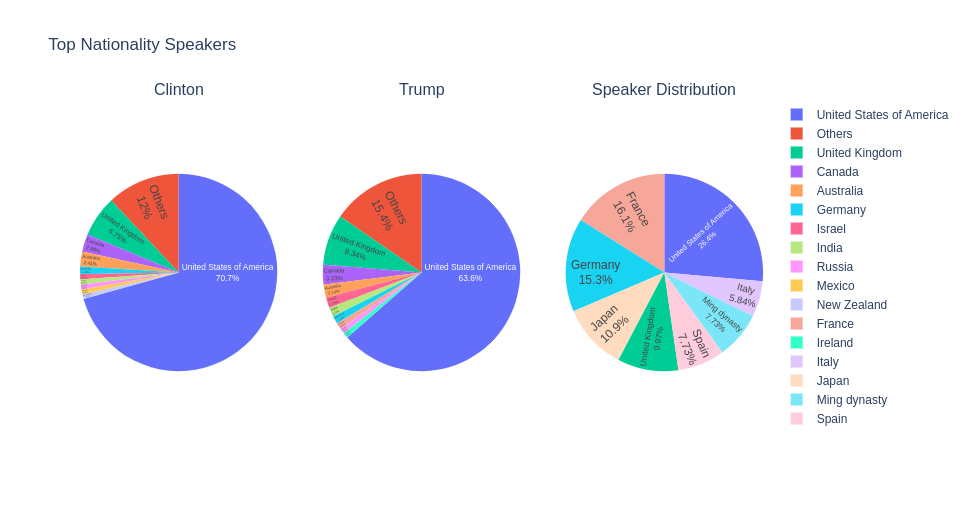 Top Nationality Speakers
Clinton
Trump
Speaker Distribution
United States of America
70.7%
Others
12%
United Kingdom
6.75%
Canada
Australia
2.43%
United States of America
63.6%
Others
15.4%
United Kingdom
8.34%
Canada
3.23%
Australia
United States of America
26.4%
France
16.1%
Germany
15.3%
Japan
10.9%
United Kingdom
9.97%
Spain
7.73%
Ming dynasty
7.73%
Italy
5.84%
United States of America
Others
United Kingdom
Canada
Australia
Germany
Israel
India
Russia
Mexico
New Zealand
France
Ireland
Italy
Japan
Ming dynasty
Spain